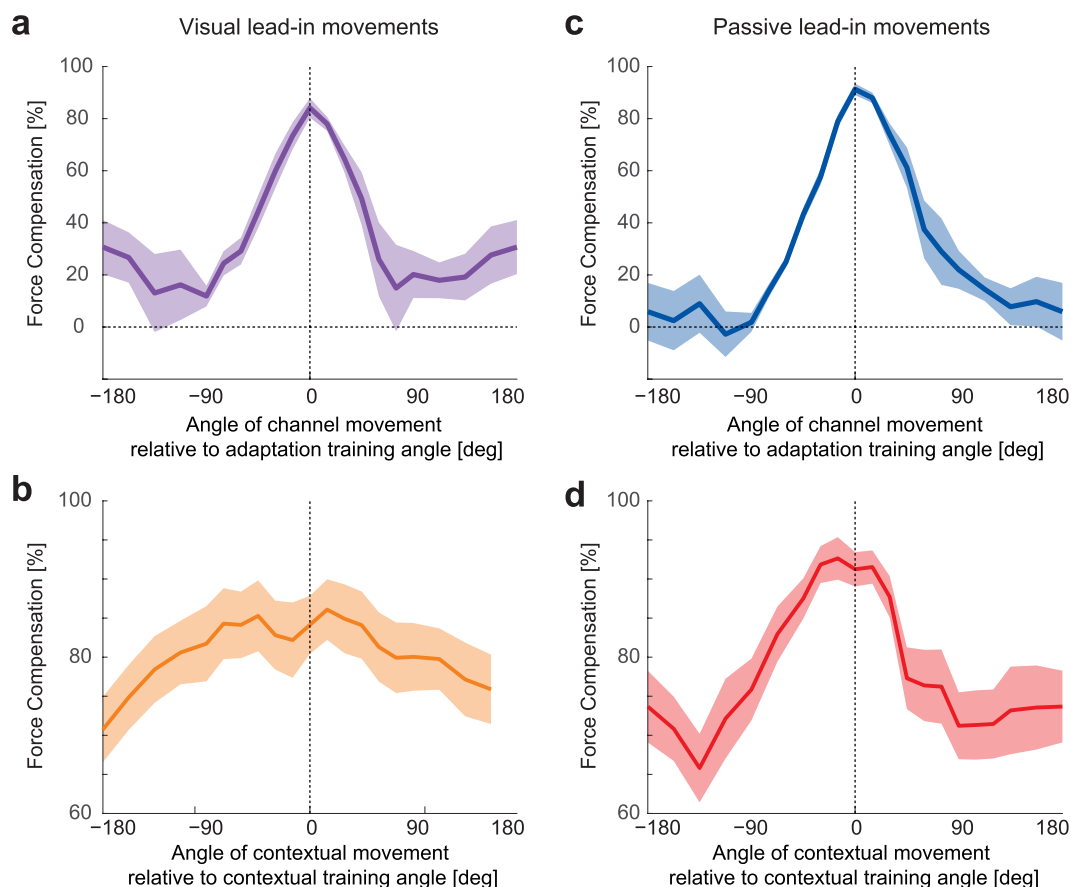 a
Visual lead-in movements
100
80
60
40
20
0
Force Compensation [%]
−180
−90
0
90
180
Angle of channel movement
relative to adaptation training angle [deg]
c
Passive lead-in movements
100
80
60
40
20
0
Force Compensation [%]
−180
−90
0
90
180
Angle of channel movement
relative to adaptation training angle [deg]
b
100
80
60
Force Compensation [%]
−180
−90
0
90
180
Angle of contextual movement
relative to contextual training angle [deg]
d
100
80
60
Force Compensation [%]
−180
−90
0
90
180
Angle of contextual movement
relative to contextual training angle [deg]